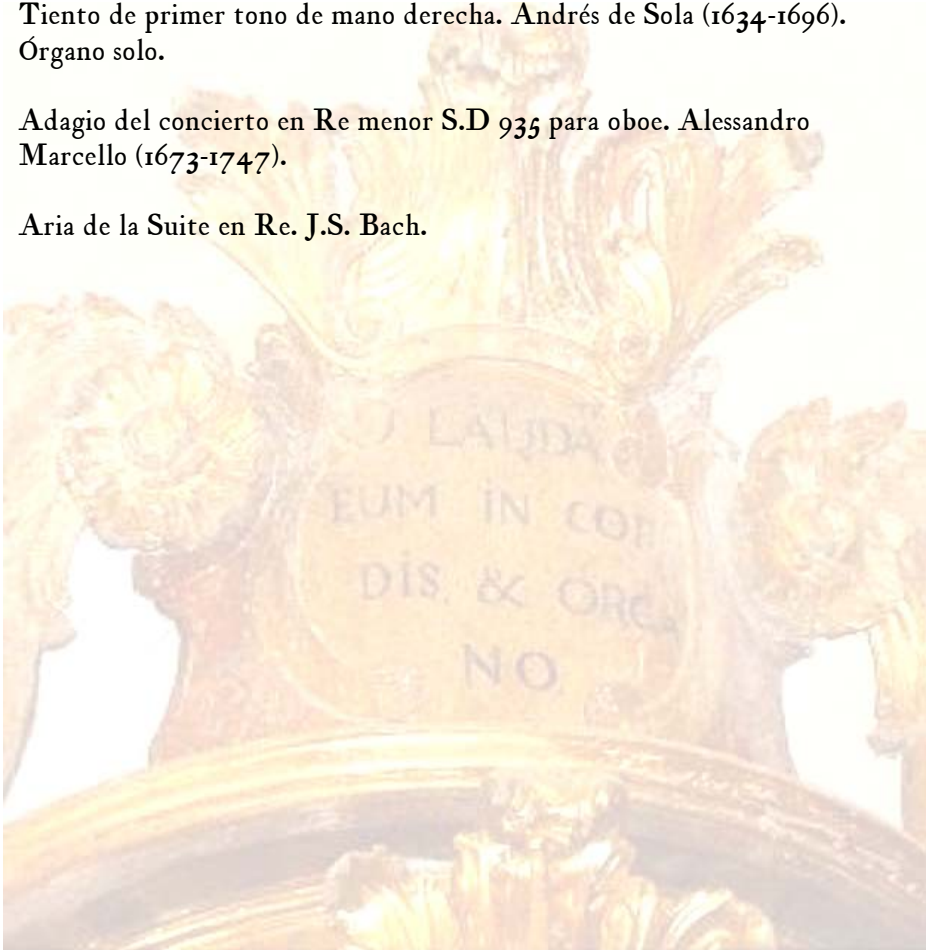 Tiento de primer tono de mano derecha. Andrés de Sola (1634-1696).
Órgano solo.
Adagio del concierto en Re menor S.D 935 para oboe. Alessandro
Marcello (1673-1747).
Aria de la Suite en Re. J.S. Bach.
LAUDA
EUM IN COR
DIS, & ORGA
NO